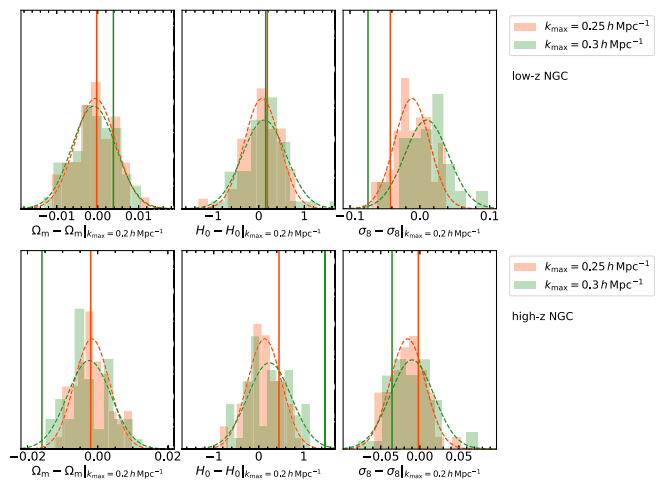 k_max = 0.25 h Mpc⁻¹
k_max = 0.3 h Mpc⁻¹
low-z NGC
−0.01 0.00 0.01
−1 0 1
−0.1 0.0 0.1
Ω_m − Ω_m|_{k_max = 0.2 h Mpc⁻¹}
H_0 − H_0|_{k_max = 0.2 h Mpc⁻¹}
σ_8 − σ_8|_{k_max = 0.2 h Mpc⁻¹}
k_max = 0.25 h Mpc⁻¹
k_max = 0.3 h Mpc⁻¹
high-z NGC
−0.02 0.00 0.02
−1 0 1
−0.05 0.00 0.05
Ω_m − Ω_m|_{k_max = 0.2 h Mpc⁻¹}
H_0 − H_0|_{k_max = 0.2 h Mpc⁻¹}
σ_8 − σ_8|_{k_max = 0.2 h Mpc⁻¹}